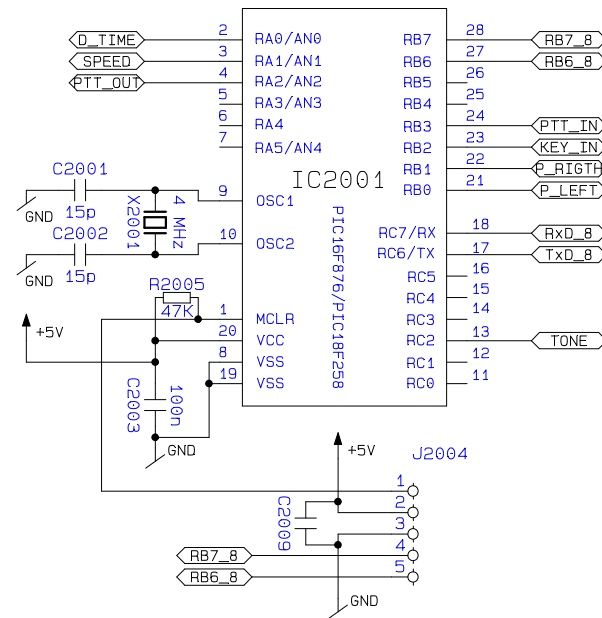 2 RA0/AN0 RB7 28 RB7_8
D_TIME
3 RA1/AN1 RB6 27 RB6_8
SPEED
4 RA2/AN2 RB5 26
PTT_OUT
5 RA3/AN3 RB4 25
6 RA4 RB3 24 PTT_IN
7 RA5/AN4 RB2 23 KEY_IN
RB1 22 P_RIGTH
C2001 IC2001 RB0 21 P_LEFT
15p
GND
9 OSC1
X2001
4 MHz
C2002
15p
GND
10 OSC2
RC7/RX 18 RxD_8
RC6/TX 17 TxD_8
PIC16F876/PIC18F258
RC5 16
R2005
47K
RC4 15
1 MCLR RC3 14
+5V
20 VCC RC2 13 TONE
8 VSS RC1 12
19 VSS RC0 11
C2003
100n
GND
+5V
J2004
1
2
C2009
3
RB7_8 4
RB6_8 5
GND